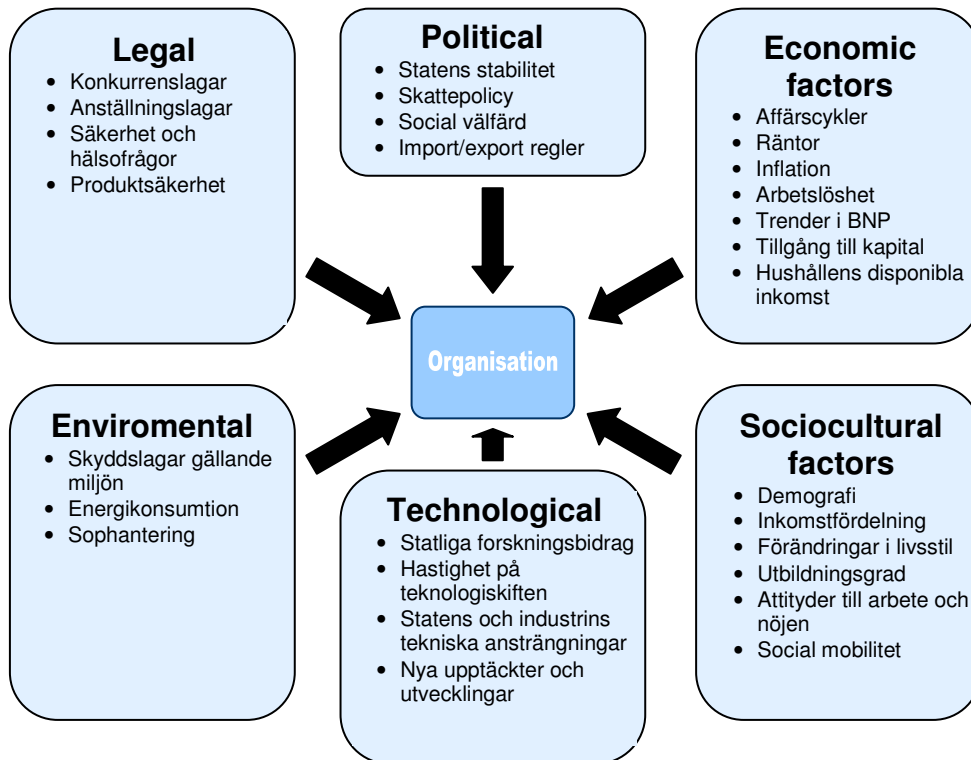 Legal
• Konkurrenslagar
• Anställningslagar
• Säkerhet och
hälsofrågor
• Produktsäkerhet
Political
• Statens stabilitet
• Skattepolicy
• Social välfärd
• Import/export regler
Economic
factors
• Affärscykler
• Räntor
• Inflation
• Arbetslöshet
• Trender i BNP
• Tillgång till kapital
• Hushållens disponibla
inkomst
Organisation
Enviromental
• Skyddslagar gällande
miljön
• Energikonsumtion
• Sophantering
Technological
• Statliga forskningsbidrag
• Hastighet på
teknologiskiften
• Statens och industrins
tekniska ansträngningar
• Nya upptäckter och
utvecklingar
Sociocultural
factors
• Demografi
• Inkomstfördelning
• Förändringar i livsstil
• Utbildningsgrad
• Attityder till arbete och
nöjen
• Social mobilitet